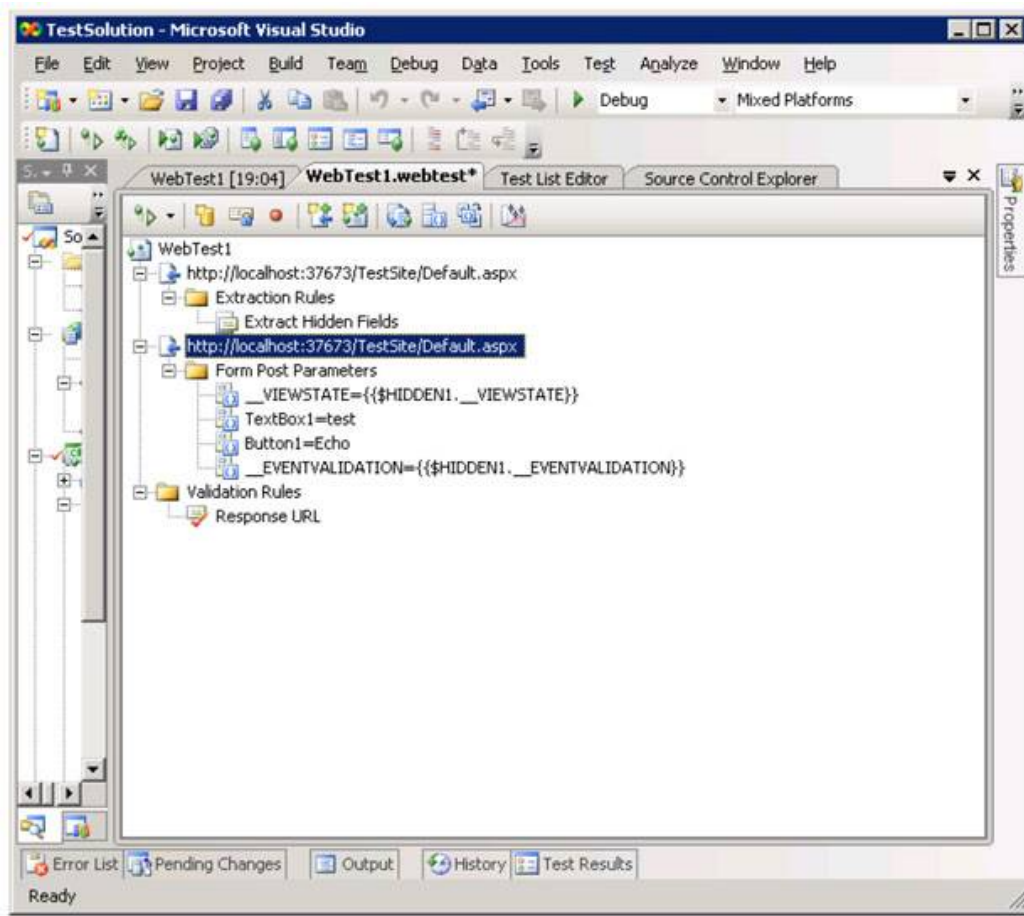 TestSolution - Microsoft Visual Studio
File Edit View Project Build Team Debug Data Tools Test Analyze Window Help
Debug Mixed Platforms
S.. WebTest1 [19:04] WebTest1.webtest* Test List Editor Source Control Explorer
Properties
So
WebTest1
http://localhost:37673/TestSite/Default.aspx
Extraction Rules
Extract Hidden Fields
http://localhost:37673/TestSite/Default.aspx
Form Post Parameters
__VIEWSTATE={{$HIDDEN1.__VIEWSTATE}}
TextBox1=test
Button1=Echo
__EVENTVALIDATION={{$HIDDEN1.__EVENTVALIDATION}}
Validation Rules
Response URL
Error List Pending Changes Output History Test Results
Ready